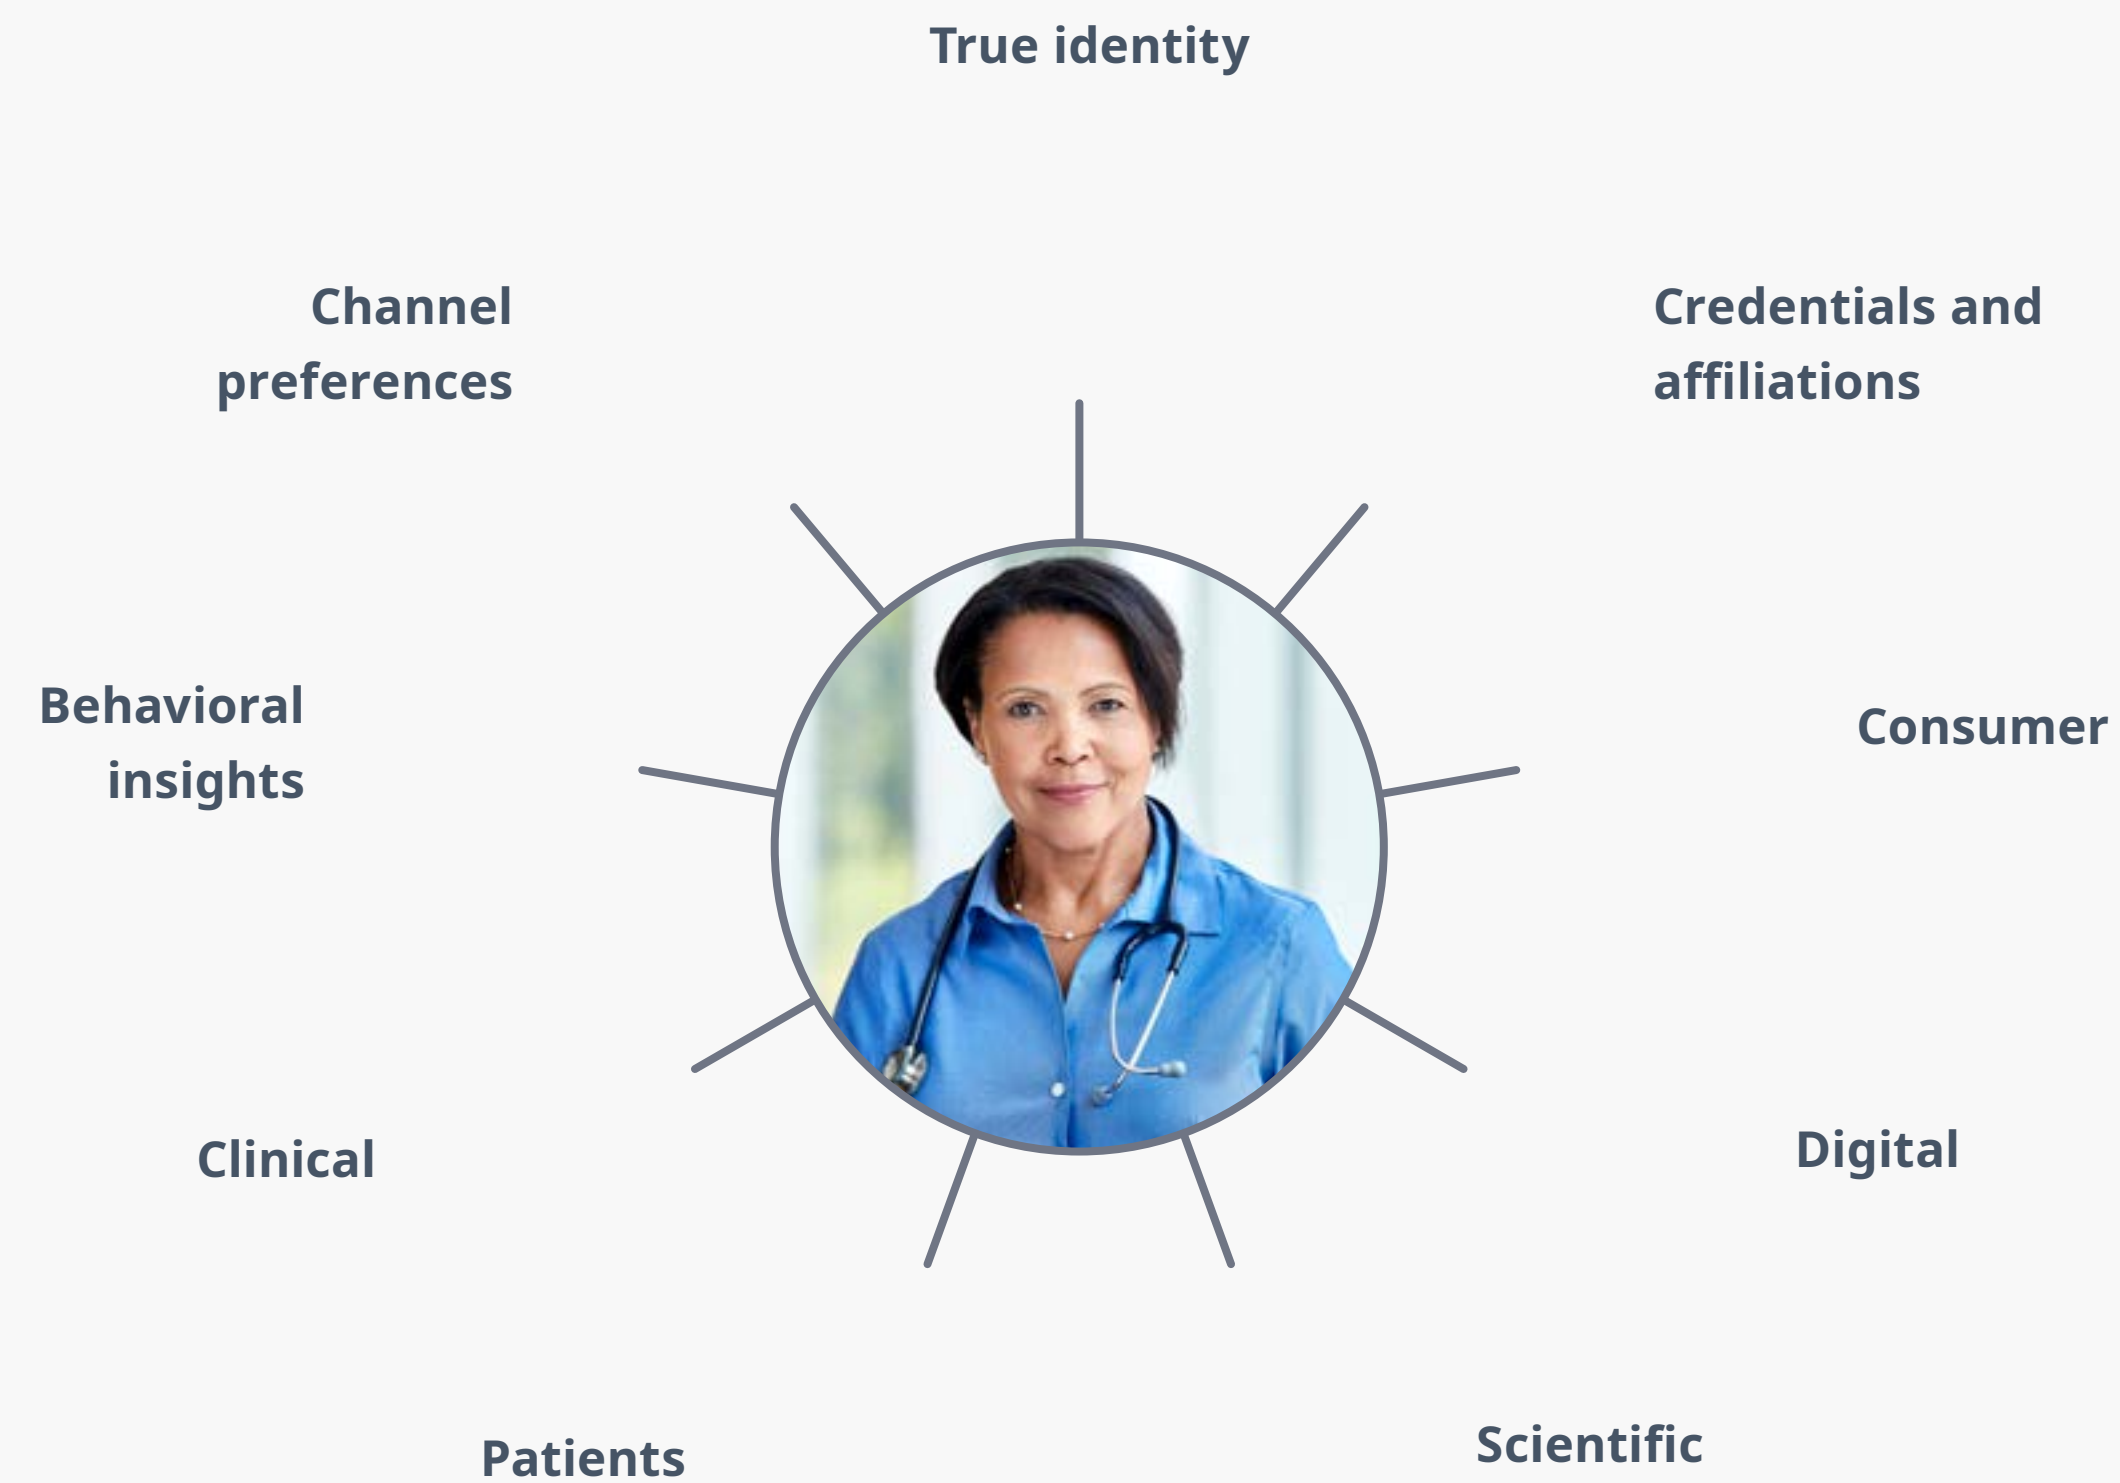 True identity
Channel
preferences
Credentials and
affiliations
Behavioral
insights
Consumer
Clinical
Digital
Patients
Scientific